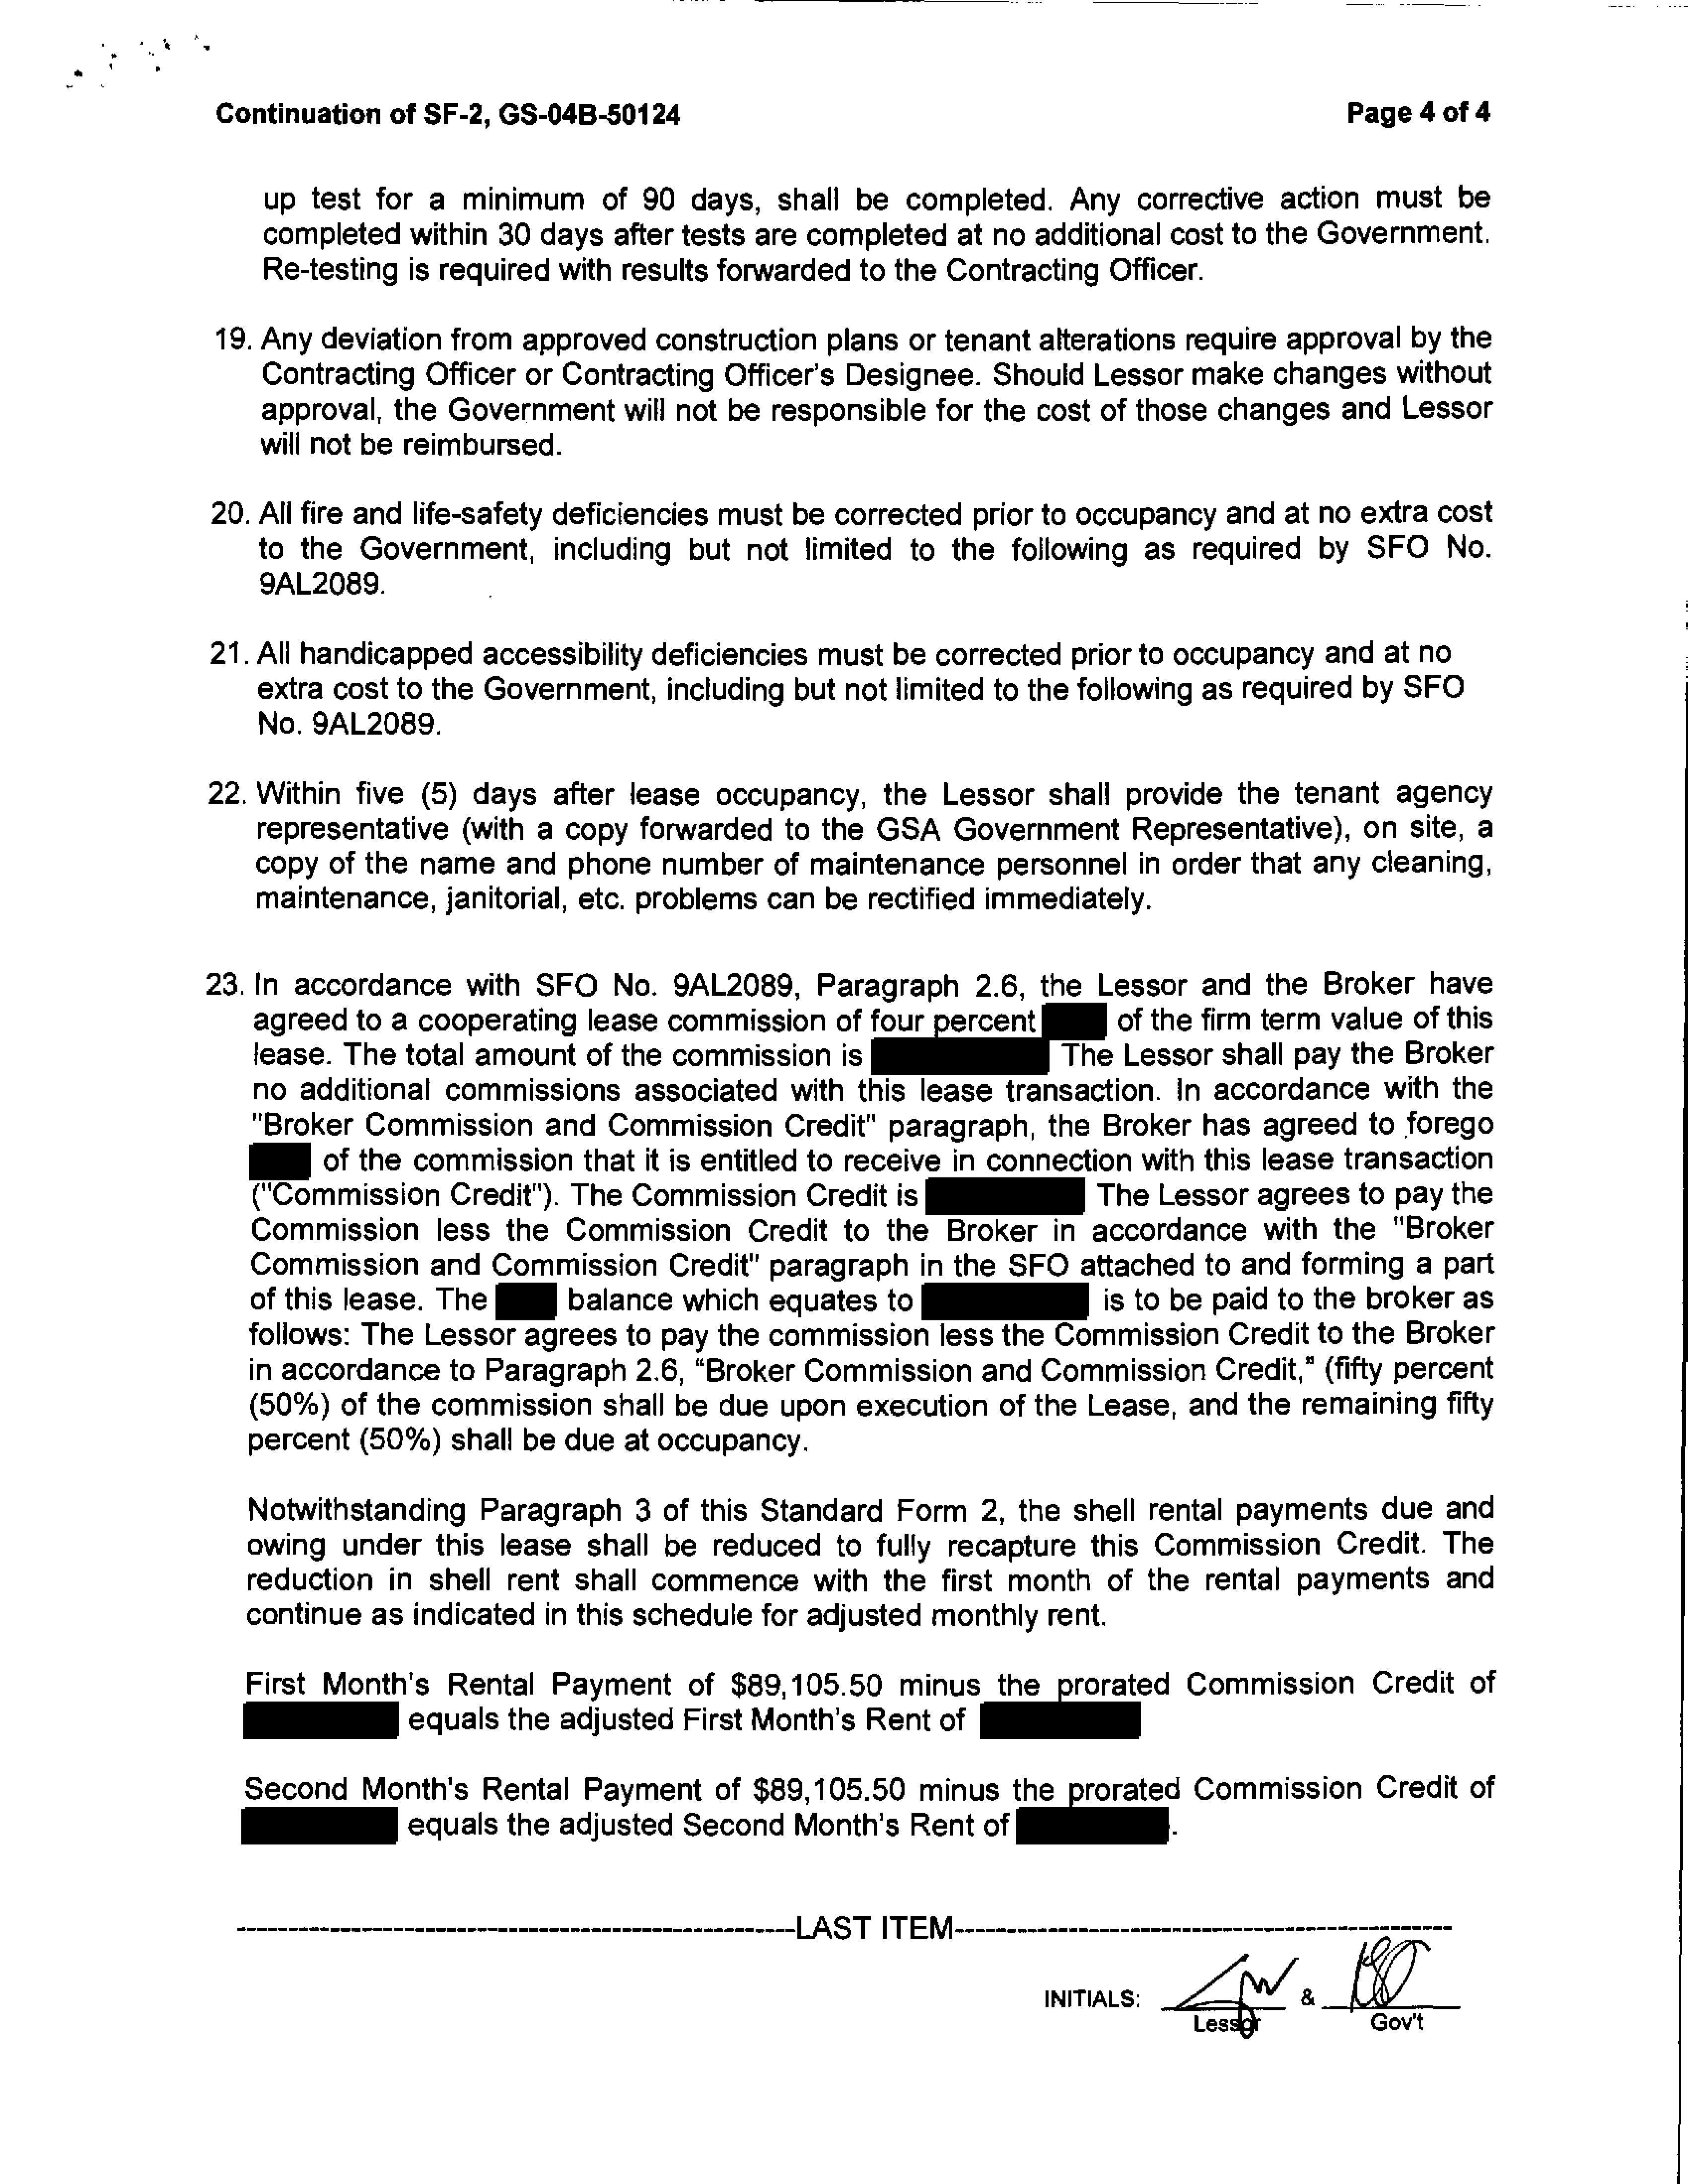 Continuation of SF-2, GS-04B-50124 Page 4 of 4
up test for a minimum of 90 days, shall be completed. Any corrective action must be
completed within 30 days after tests are completed at no additional cost to the Government.
Re-testing is required with results forwarded to the Contracting Officer.
19. Any deviation from approved construction plans or tenant alterations require approval by the
Contracting Officer or Contracting Officer's Designee. Should Lessor make changes without
approval, the Government will not be responsible for the cost of those changes and Lessor
will not be reimbursed.
20. All fire and life-safety deficiencies must be corrected prior to occupancy and at no extra cost
to the Government, including but not limited to the following as required by SFO No.
9AL2089.
21. All handicapped accessibility deficiencies must be corrected prior to occupancy and at no
extra cost to the Government, including but not limited to the following as required by SFO
No. 9AL2089.
22. Within five (5) days after lease occupancy, the Lessor shall provide the tenant agency
representative (with a copy forwarded to the GSA Government Representative), on site, a
copy of the name and phone number of maintenance personnel in order that any cleaning,
maintenance, janitorial, etc. problems can be rectified immediately.
23. In accordance with SFO No. 9AL2089, Paragraph 2.6, the Lessor and the Broker have
agreed to a cooperating lease commission of four percent of the firm term value of this
lease. The total amount of the commission is The Lessor shall pay the Broker
no additional commissions associated with this lease transaction. In accordance with the
"Broker Commission and Commission Credit" paragraph, the Broker has agreed to forego
of the commission that it is entitled to receive in connection with this lease transaction
("Commission Credit"). The Commission Credit is The Lessor agrees to pay the
Commission less the Commission Credit to the Broker in accordance with the "Broker
Commission and Commission Credit" paragraph in the SFO attached to and forming a part
of this lease. The balance which equates to is to be paid to the broker as
follows: The Lessor agrees to pay the commission less the Commission Credit to the Broker
in accordance to Paragraph 2.6, "Broker Commission and Commission Credit," (fifty percent
(50%) of the commission shall be due upon execution of the Lease, and the remaining fifty
percent (50%) shall be due at occupancy.
Notwithstanding Paragraph 3 of this Standard Form 2, the shell rental payments due and
owing under this lease shall be reduced to fully recapture this Commission Credit. The
reduction in shell rent shall commence with the first month of the rental payments and
continue as indicated in this schedule for adjusted monthly rent.
First Month's Rental Payment of $89,105.50 minus the prorated Commission Credit of
equals the adjusted First Month's Rent of
Second Month's Rental Payment of $89,105.50 minus the prorated Commission Credit of
equals the adjusted Second Month's Rent of .
------LAST ITEM------
INITIALS: &
Lessor Gov't